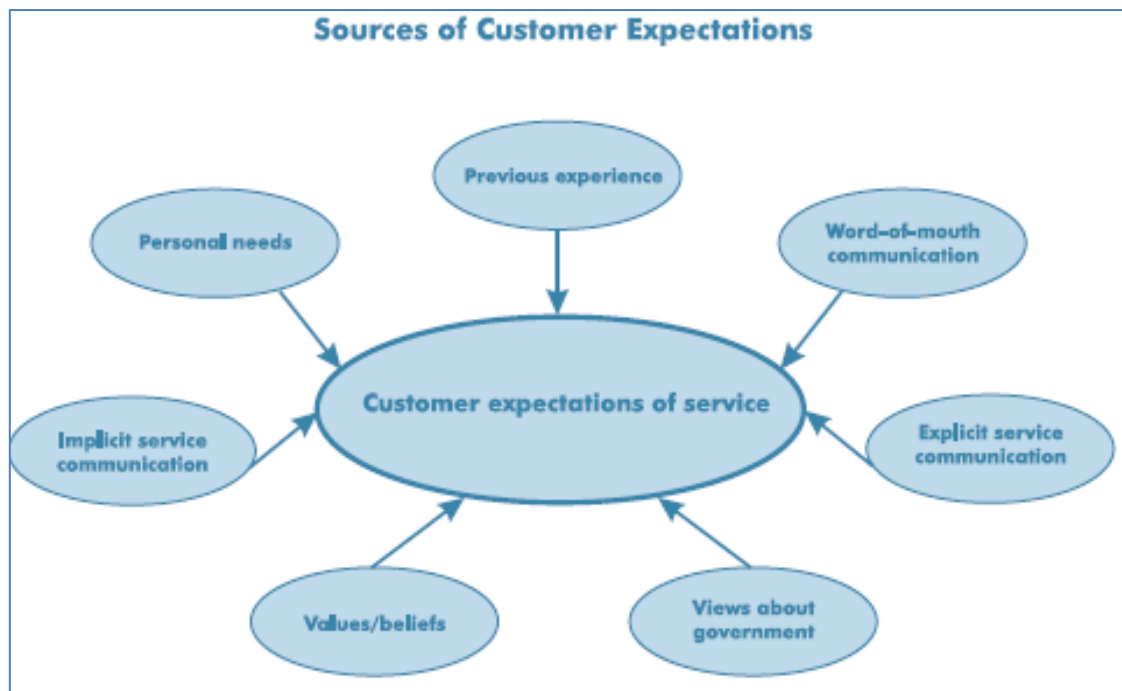 Sources of Customer Expectations
Previous experience
Personal needs
Word-of-mouth
communication
Customer expectations of service
Implicit service
communication
Explicit service
communication
Values/beliefs
Views about
government